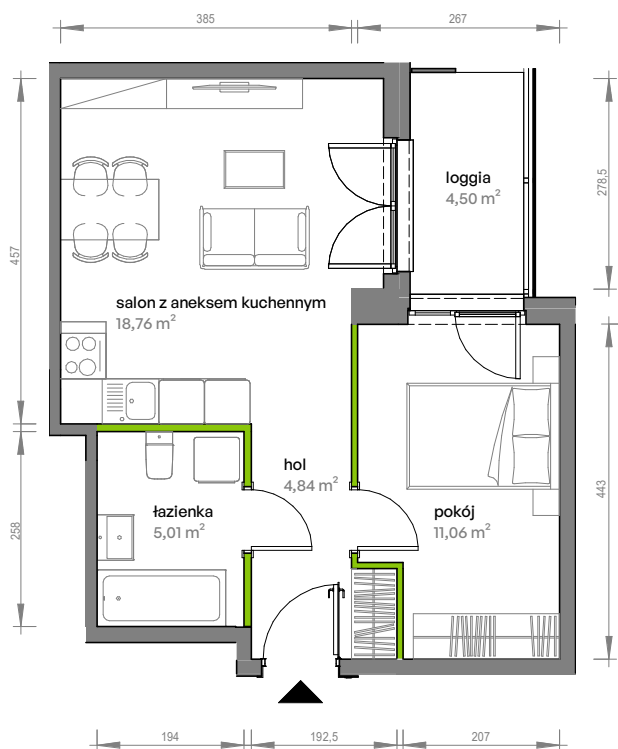 385
267
loggia
4,50 m²
278,5
457
salon z aneksem kuchennym
18,76 m²
hol
4,84 m²
łazienka
5,01 m²
pokój
11,06 m²
443
258
194
192,5
207